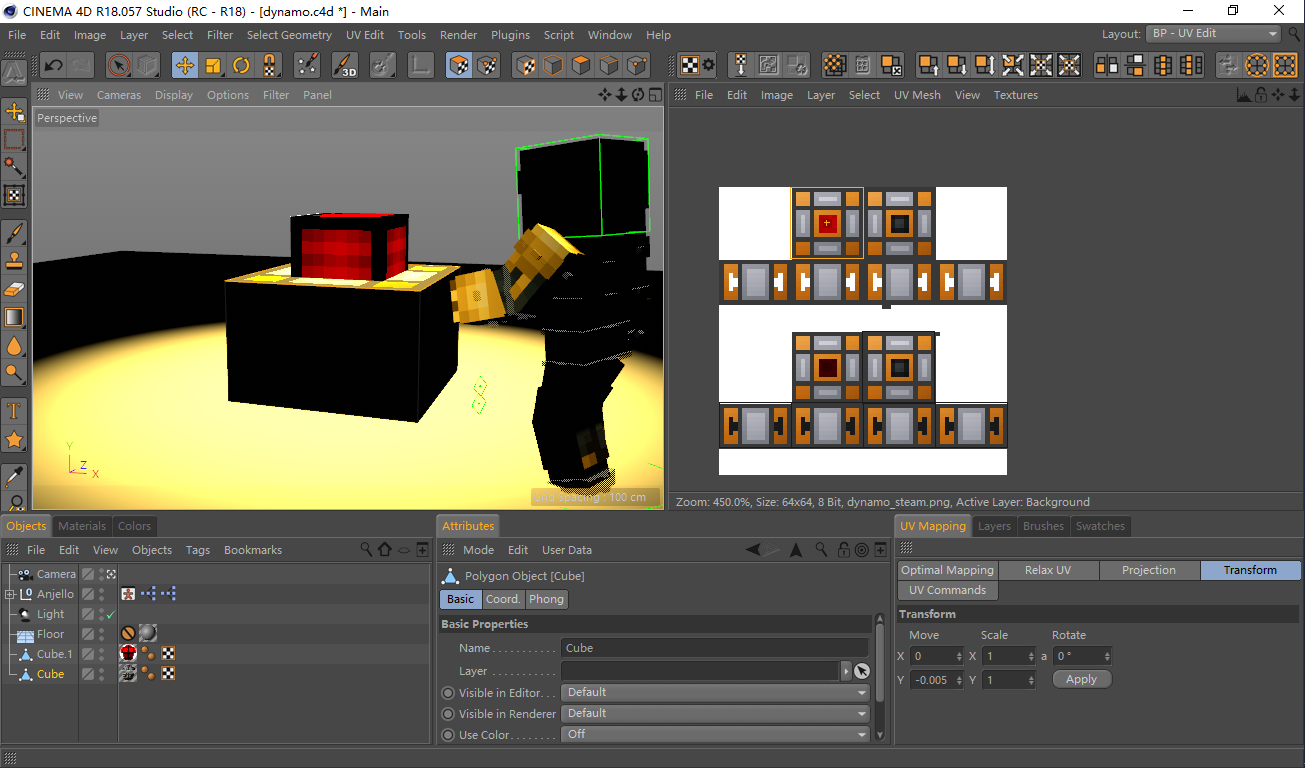 CINEMA 4D R18.057 Studio (RC - R18) - [dynamo.c4d *] - Main
File Edit Image Layer Select Filter Select Geometry UV Edit Tools Render Plugins Script Window Help Layout: BP - UV Edit
3D
View Cameras Display Options Filter Panel
File Edit Image Layer Select UV Mesh View Textures
Perspective
Y
Z
X
Grid Spacing : 100 cm
Zoom: 450.0%, Size: 64x64, 8 Bit, dynamo_steam.png, Active Layer: Background
Objects Materials Colors
File Edit View Objects Tags Bookmarks
Camera
Anjello
Light
Floor
Cube.1
Cube
Attributes
Mode Edit User Data
Polygon Object [Cube]
Basic Coord. Phong
Basic Properties
Name . . . . . . . . . . . Cube
Layer . . . . . . . . . . . .
Visible in Editor. . . Default
Visible in Renderer Default
Use Color. . . . . . . . Off
UV Mapping Layers Brushes Swatches
Optimal Mapping Relax UV Projection Transform
UV Commands
Transform
Move Scale Rotate
X 0 X 1 a 0 °
Y -0.005 Y 1 Apply